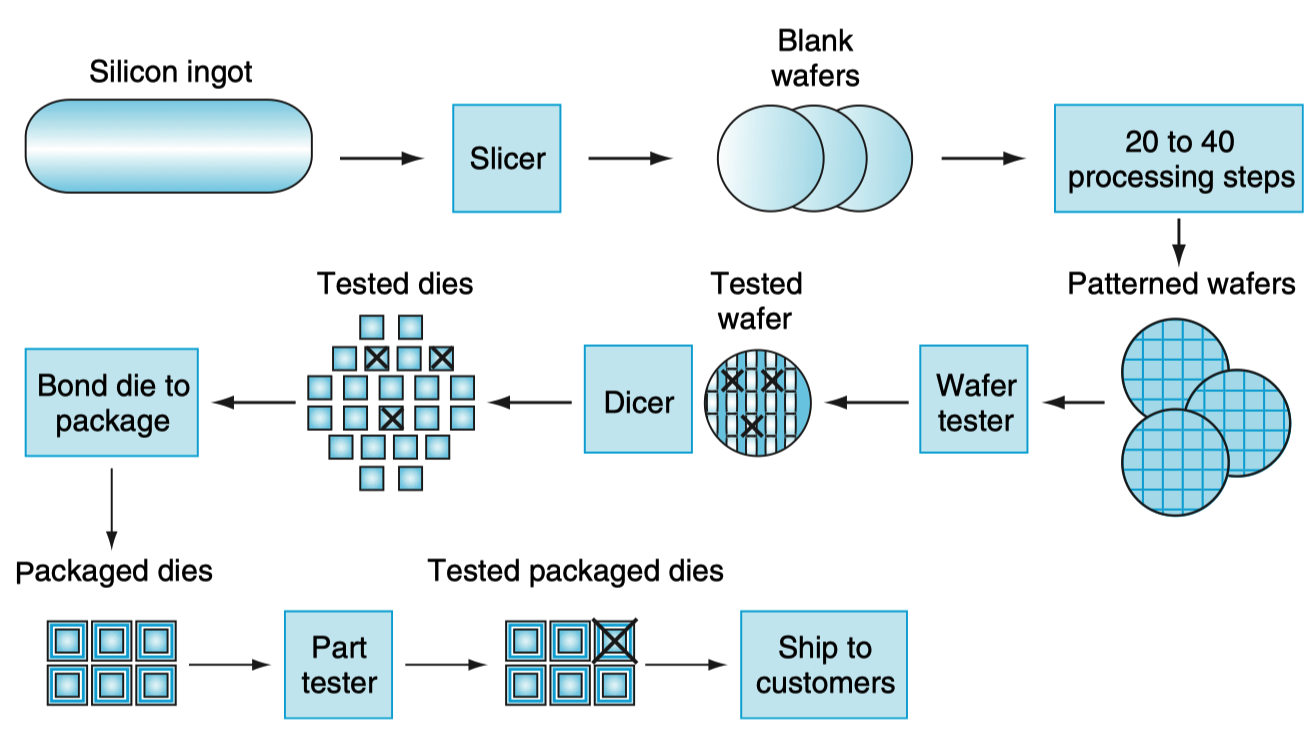 Silicon ingot
Slicer
Blank
wafers
20 to 40
processing steps
Patterned wafers
Wafer
tester
Tested
wafer
Dicer
Tested dies
Bond die to
package
Packaged dies
Part
tester
Tested packaged dies
Ship to
customers